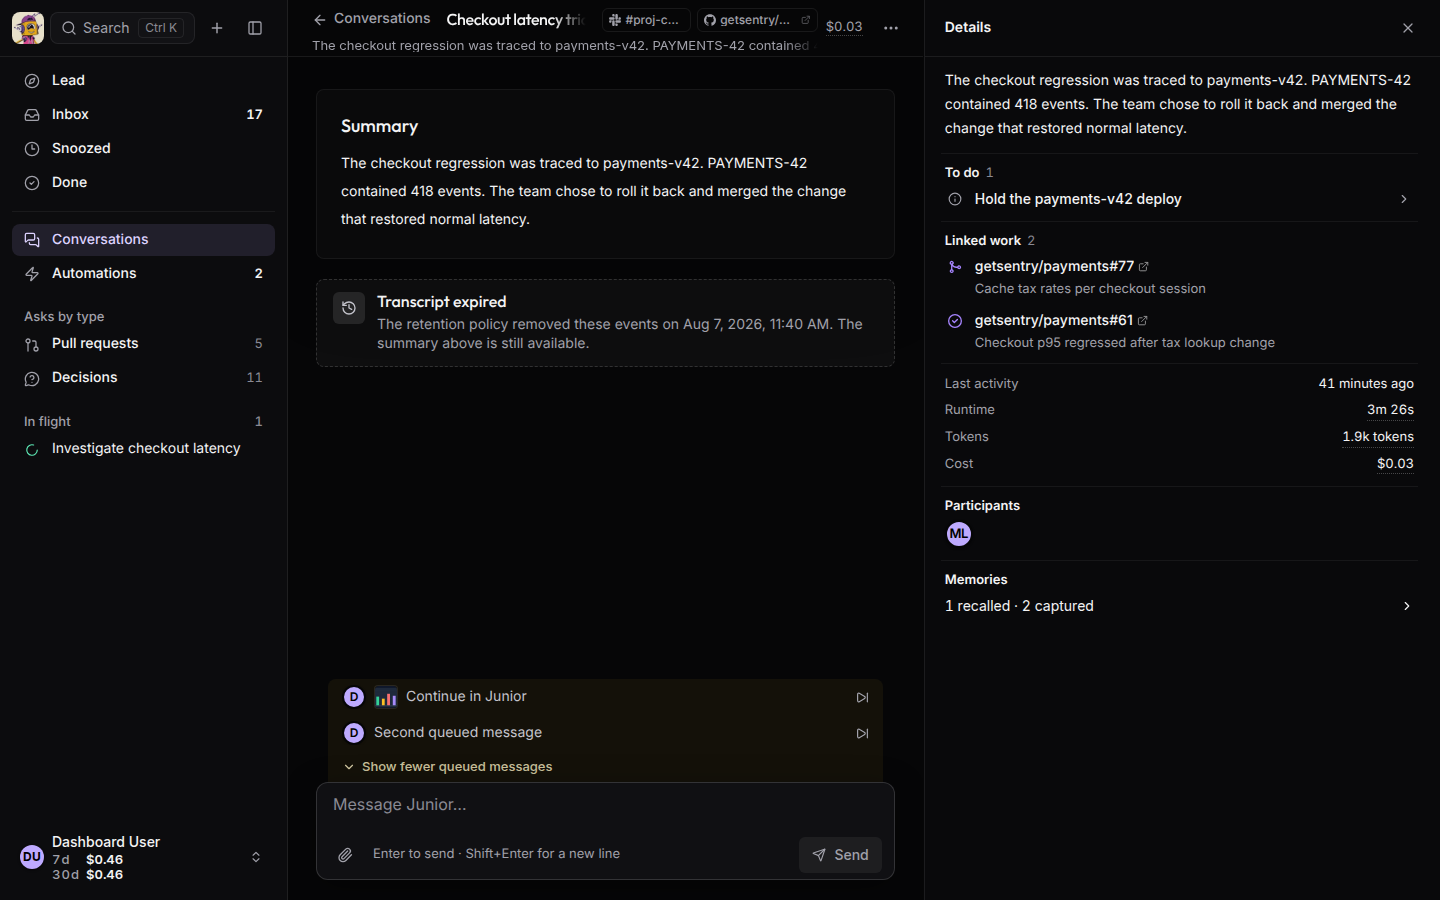 Search Ctrl K
Lead
Inbox 17
Snoozed
Done
Conversations
Automations 2
Asks by type
Pull requests 5
Decisions 11
In flight 1
Investigate checkout latency
DU
Dashboard User
7d $0.46
30d $0.46
Conversations Checkout latency #proj-c... getsentry/... $0.03
The checkout regression was traced to payments-v42. PAYMENTS-42 contained
Summary
The checkout regression was traced to payments-v42. PAYMENTS-42
contained 418 events. The team chose to roll it back and merged the change
that restored normal latency.
Transcript expired
The retention policy removed these events on Aug 7, 2026, 11:40 AM. The
summary above is still available.
D Continue in Junior
D Second queued message
Show fewer queued messages
Message Junior...
Enter to send · Shift+Enter for a new line Send
Details
The checkout regression was traced to payments-v42. PAYMENTS-42
contained 418 events. The team chose to roll it back and merged the
change that restored normal latency.
To do 1
Hold the payments-v42 deploy
Linked work 2
getsentry/payments#77
Cache tax rates per checkout session
getsentry/payments#61
Checkout p95 regressed after tax lookup change
Last activity 41 minutes ago
Runtime 3m 26s
Tokens 1.9k tokens
Cost $0.03
Participants
ML
Memories
1 recalled · 2 captured